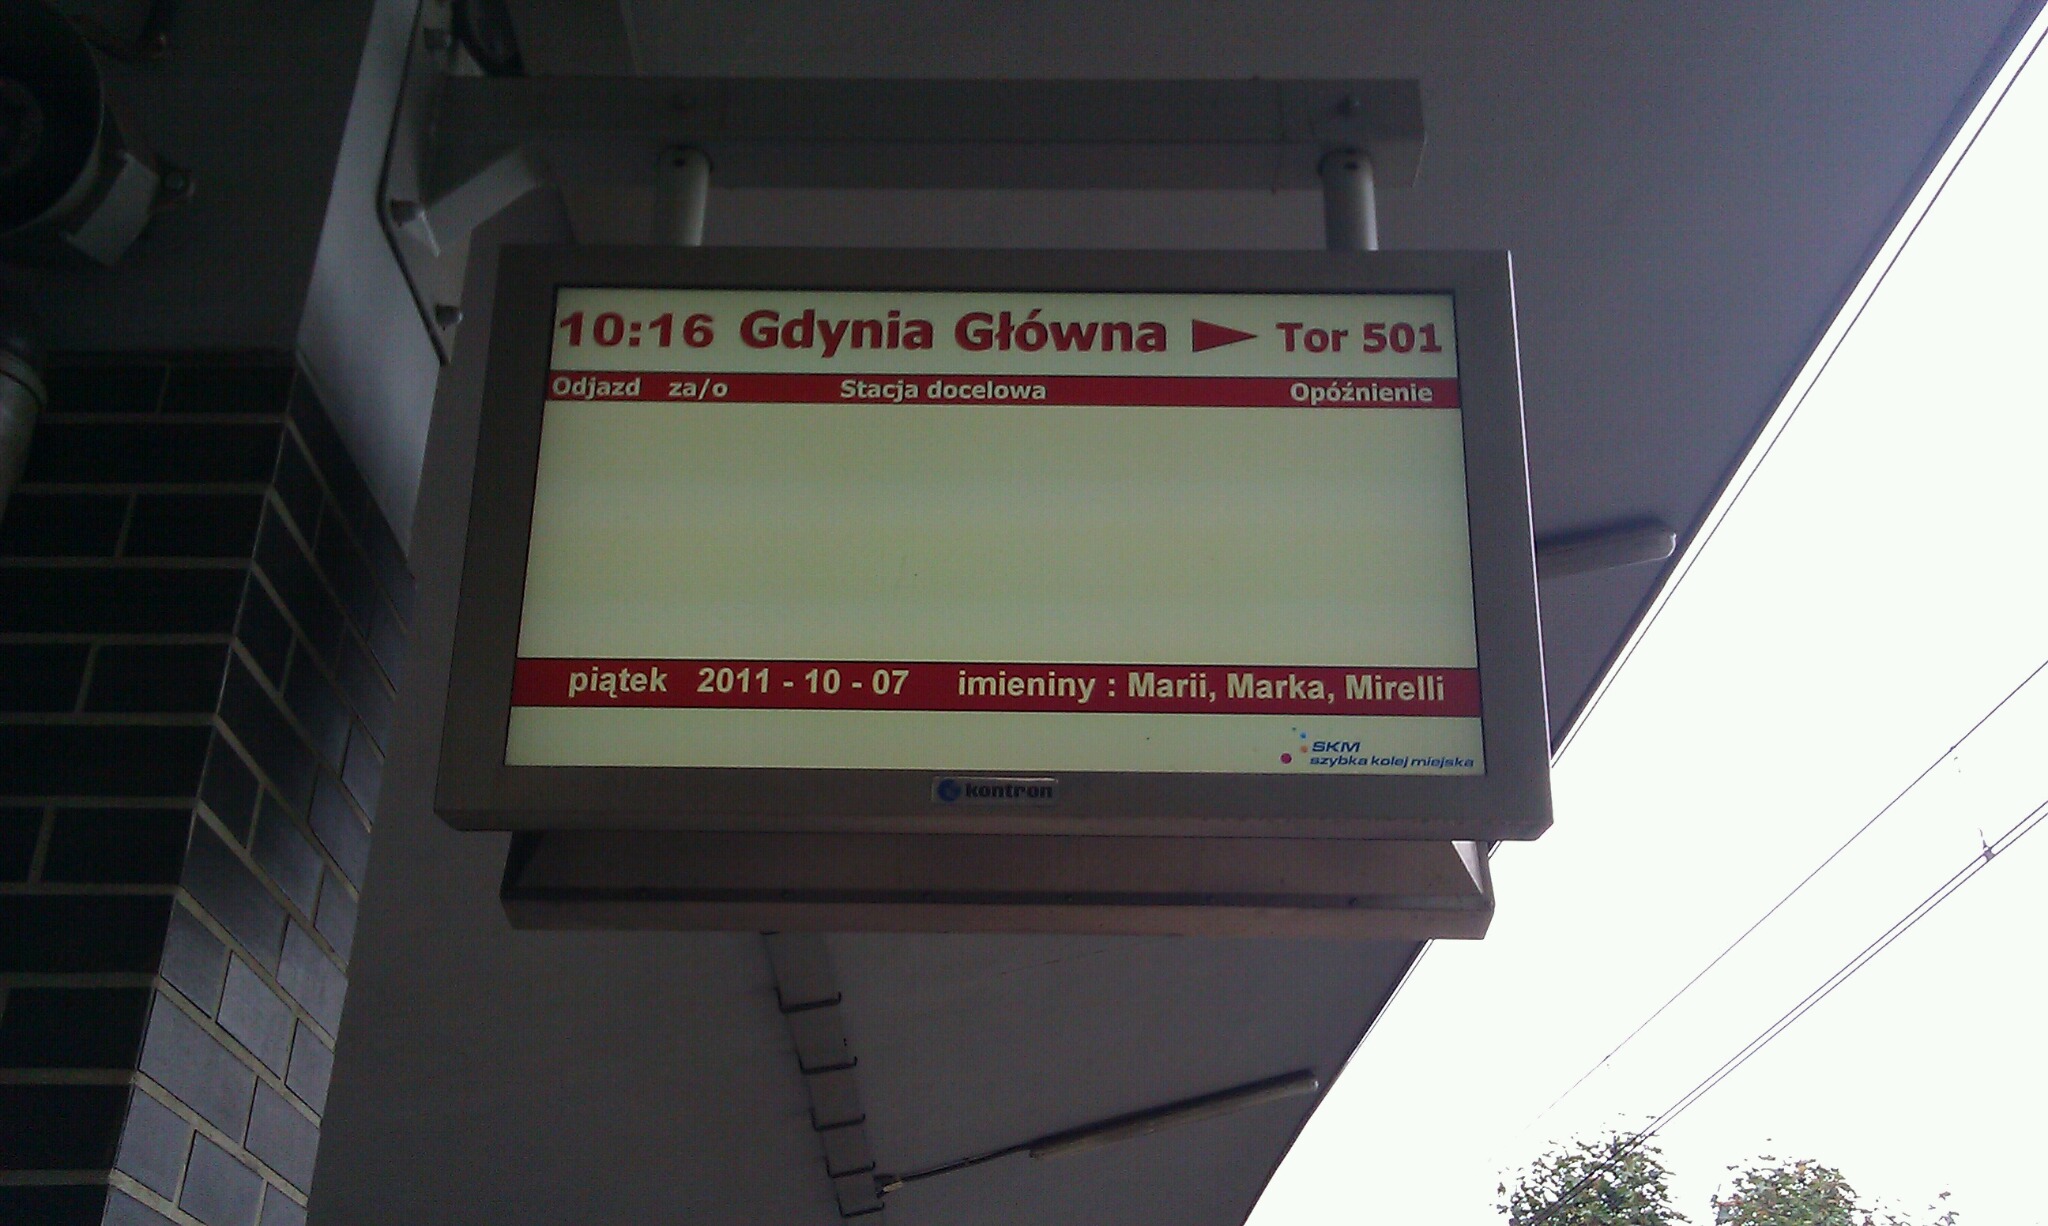 10:16 Gdynia Główna Tor 501
Odjazd za/o Stacja docelowa Opóźnienie
piątek 2011 - 10 - 07 imieniny : Marii, Marka, Mirelli
SKM
szybka kolej miejska
kontron